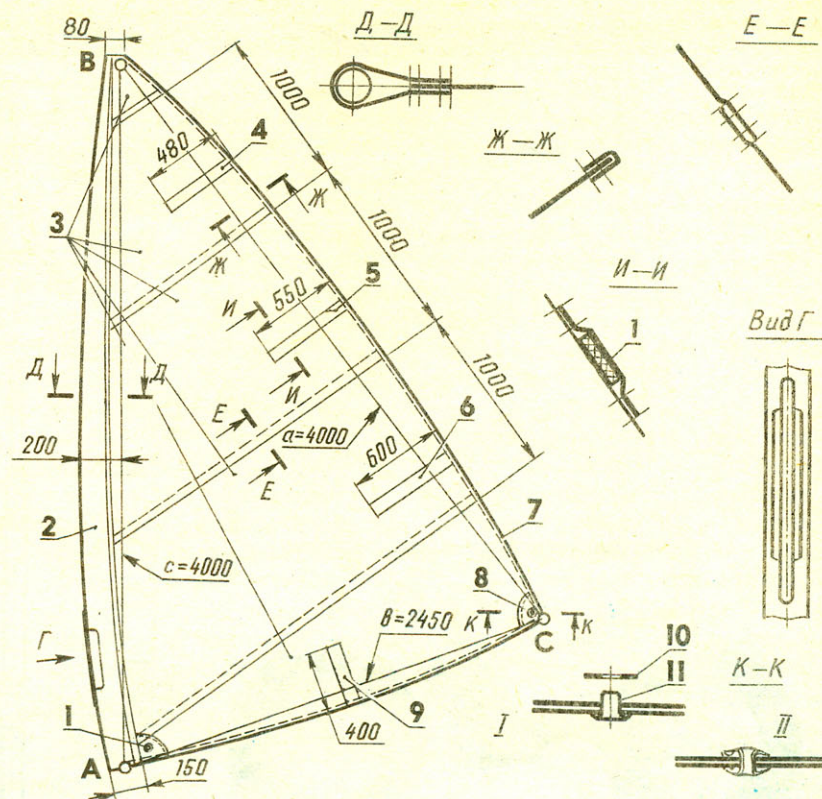 80
B
Д–Д
E–E
1000
4
480
Ж–Ж
Ж
1000
3
Ж
И–И
И
5
550
1
Вид Г
Д
Д
И
1000
E
a=4000
6
200
E
600
2
7
c=4000
8
в=2450
К
К
C
Г
10
11
К–К
1
9
I
II
400
A
150